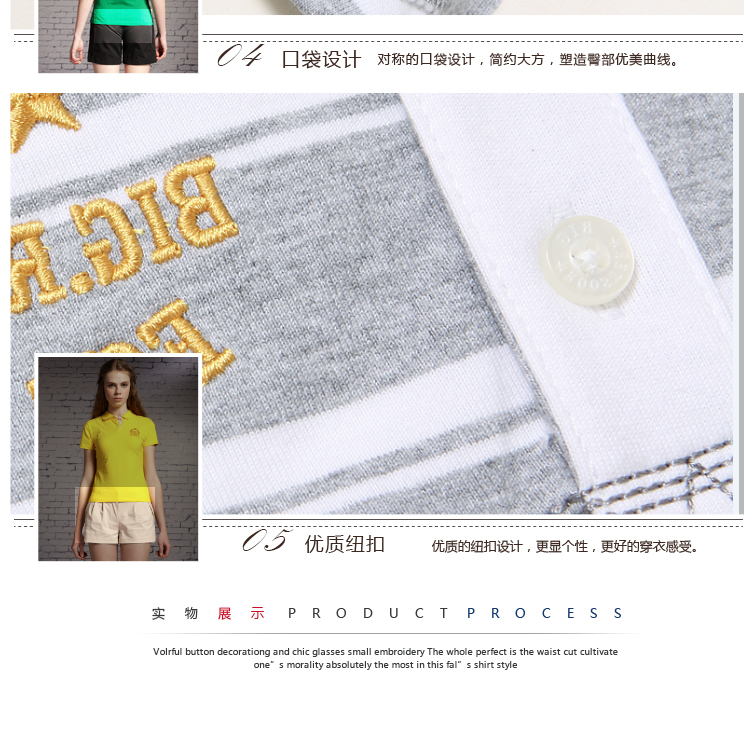 04 口袋设计 对称的口袋设计，简约大方，塑造臀部优美曲线。
BIG.
05 优质纽扣 优质的纽扣设计，更显个性，更好的穿衣感受。
实物展示 PRODUCT PROCESS
Volrful button decorationg and chic glasses small embroidery The whole perfect is the waist cut cultivate
one”s morality absolutely the most in this fal”s shirt style